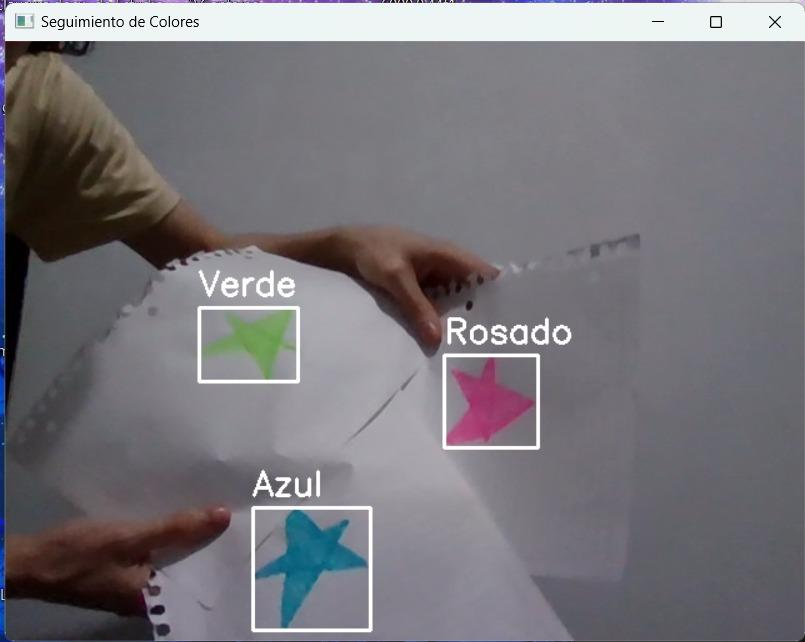 Seguimiento de Colores
Verde
Rosado
Azul